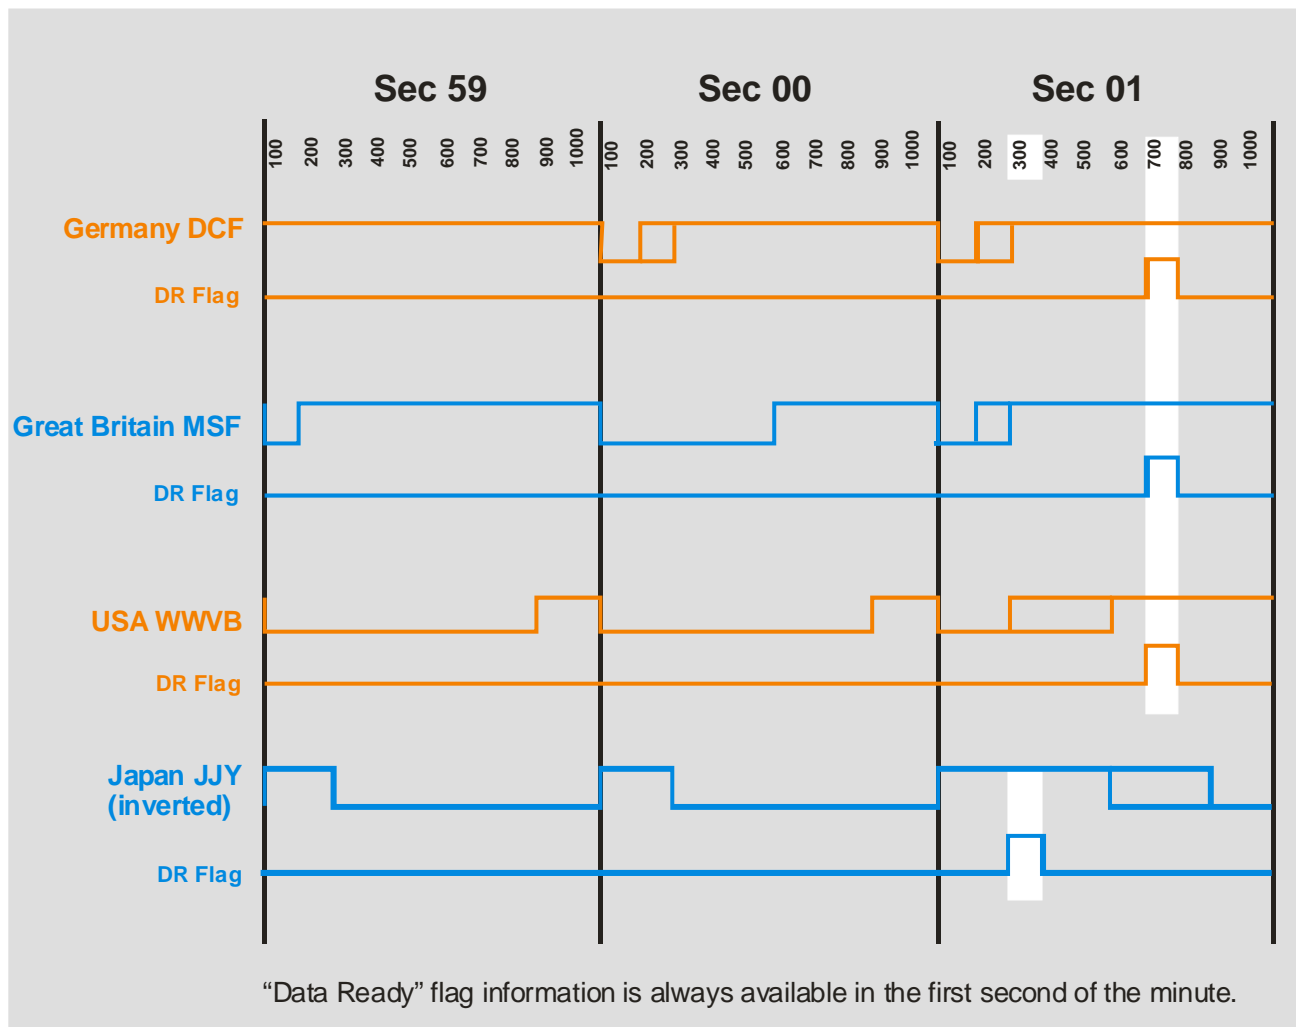 Sec 59 Sec 00 Sec 01
100 200 300 400 500 600 700 800 900 1000 100 200 300 400 500 600 700 800 900 1000 100 200 300 400 500 600 700 800 900 1000
Germany DCF
DR Flag
Great Britain MSF
DR Flag
USA WWVB
DR Flag
Japan JJY
(inverted)
DR Flag
“Data Ready” flag information is always available in the first second of the minute.